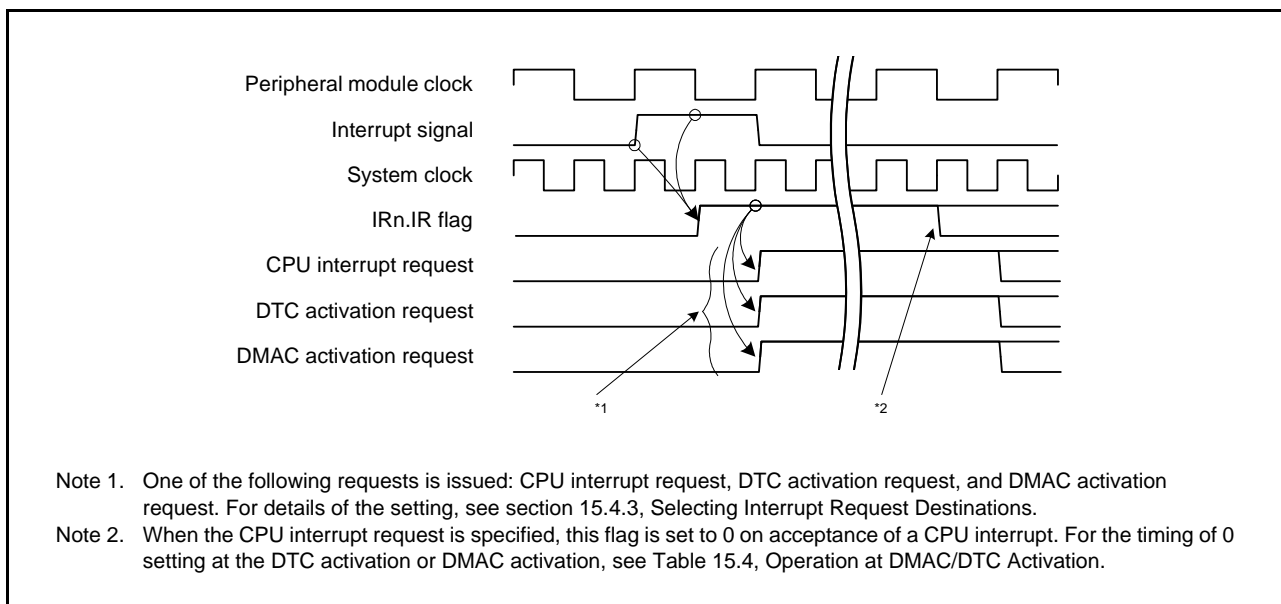 Peripheral module clock
Interrupt signal
System clock
IRn.IR flag
CPU interrupt request
DTC activation request
DMAC activation request
*1
*2
Note 1. One of the following requests is issued: CPU interrupt request, DTC activation request, and DMAC activation
request. For details of the setting, see section 15.4.3, Selecting Interrupt Request Destinations.
Note 2. When the CPU interrupt request is specified, this flag is set to 0 on acceptance of a CPU interrupt. For the timing of 0
setting at the DTC activation or DMAC activation, see Table 15.4, Operation at DMAC/DTC Activation.